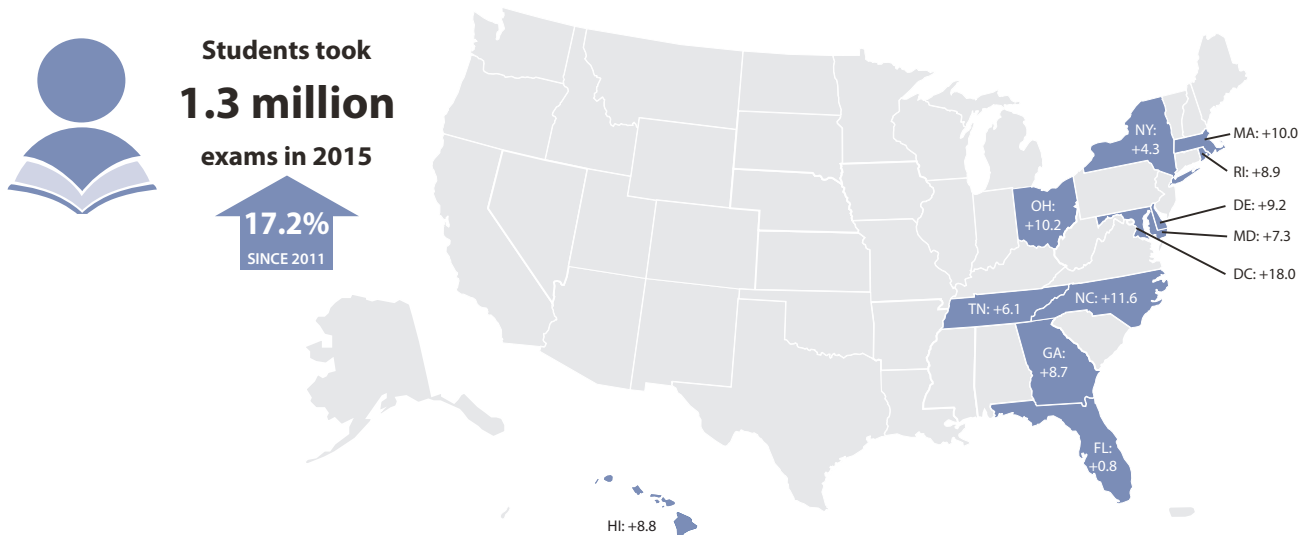 Students took
1.3 million
exams in 2015
17.2%
SINCE 2011
NY:
+4.3
MA: +10.0
RI: +8.9
DE: +9.2
MD: +7.3
DC: +18.0
OH:
+10.2
TN: +6.1
NC: +11.6
GA:
+8.7
FL:
+0.8
HI: +8.8